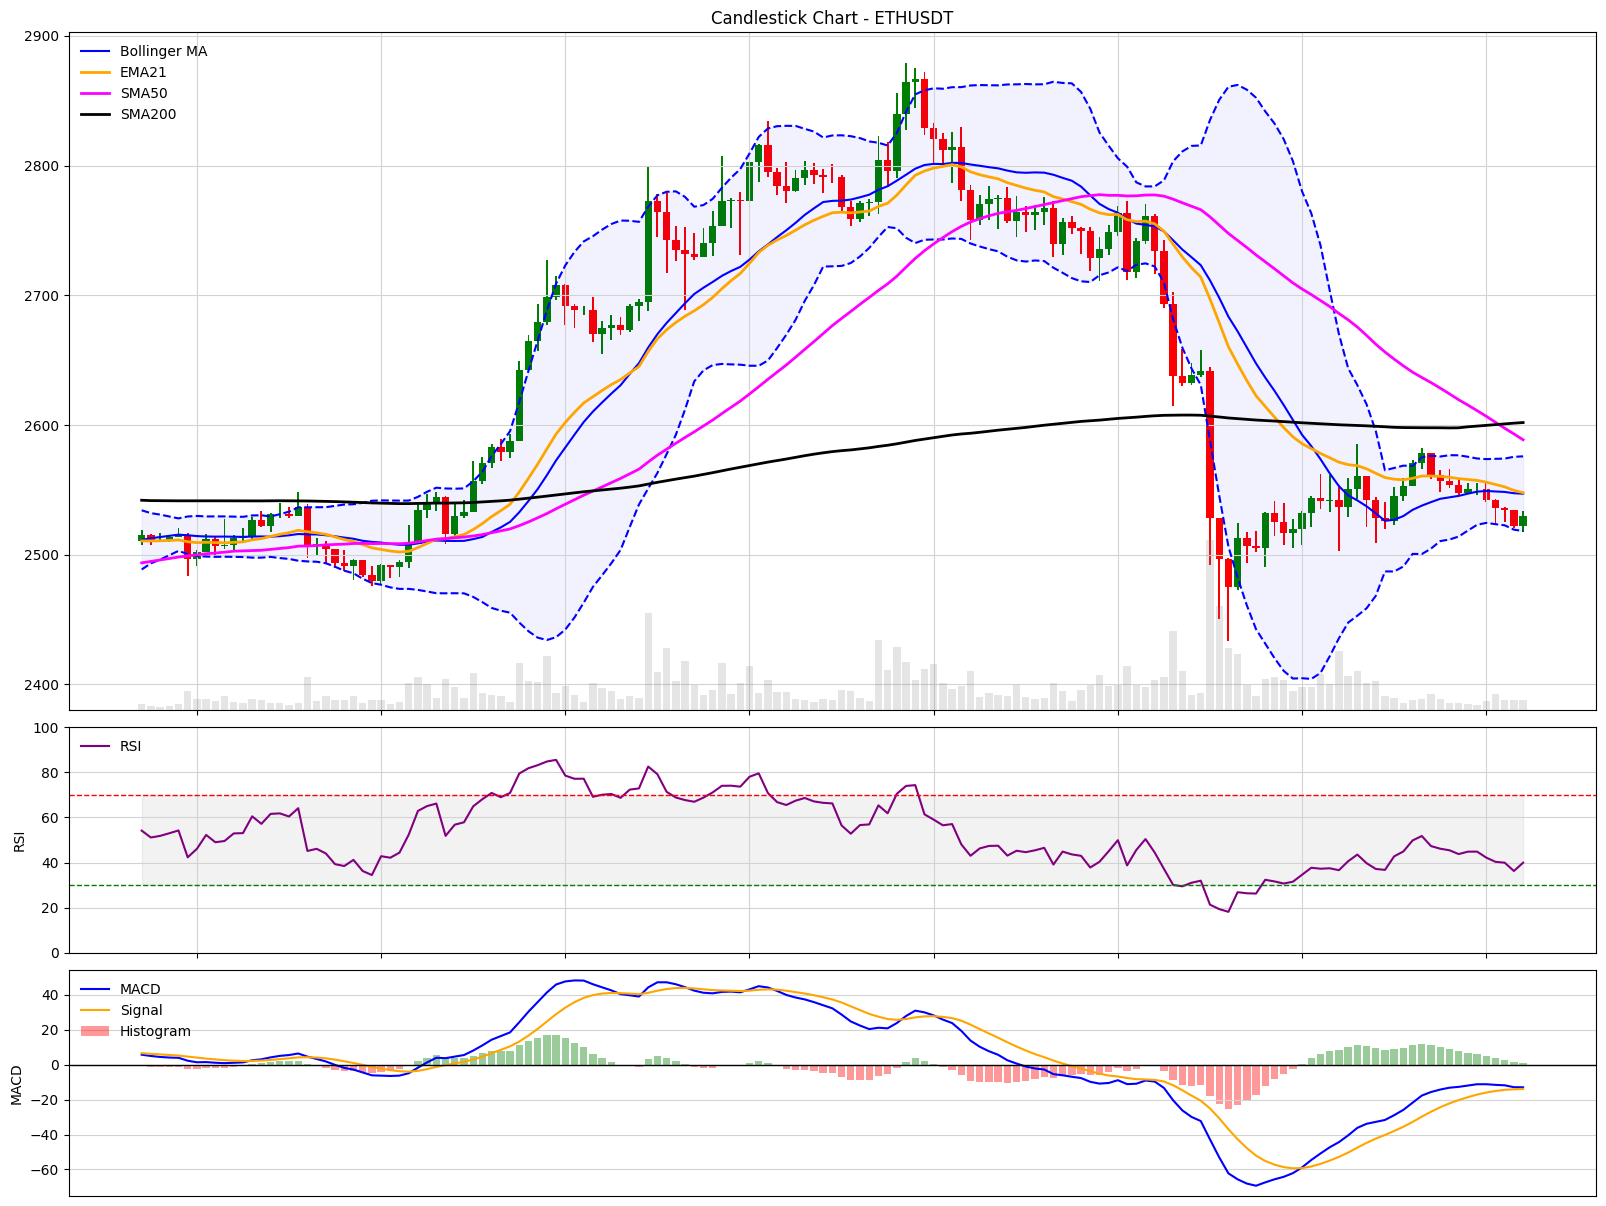 Candlestick Chart - ETHUSDT
2900
2800
2700
2600
2500
2400
Bollinger MA
EMA21
SMA50
SMA200
100
80
60
40
20
0
RSI
RSI
40
20
0
−20
−40
−60
MACD
MACD
Signal
Histogram